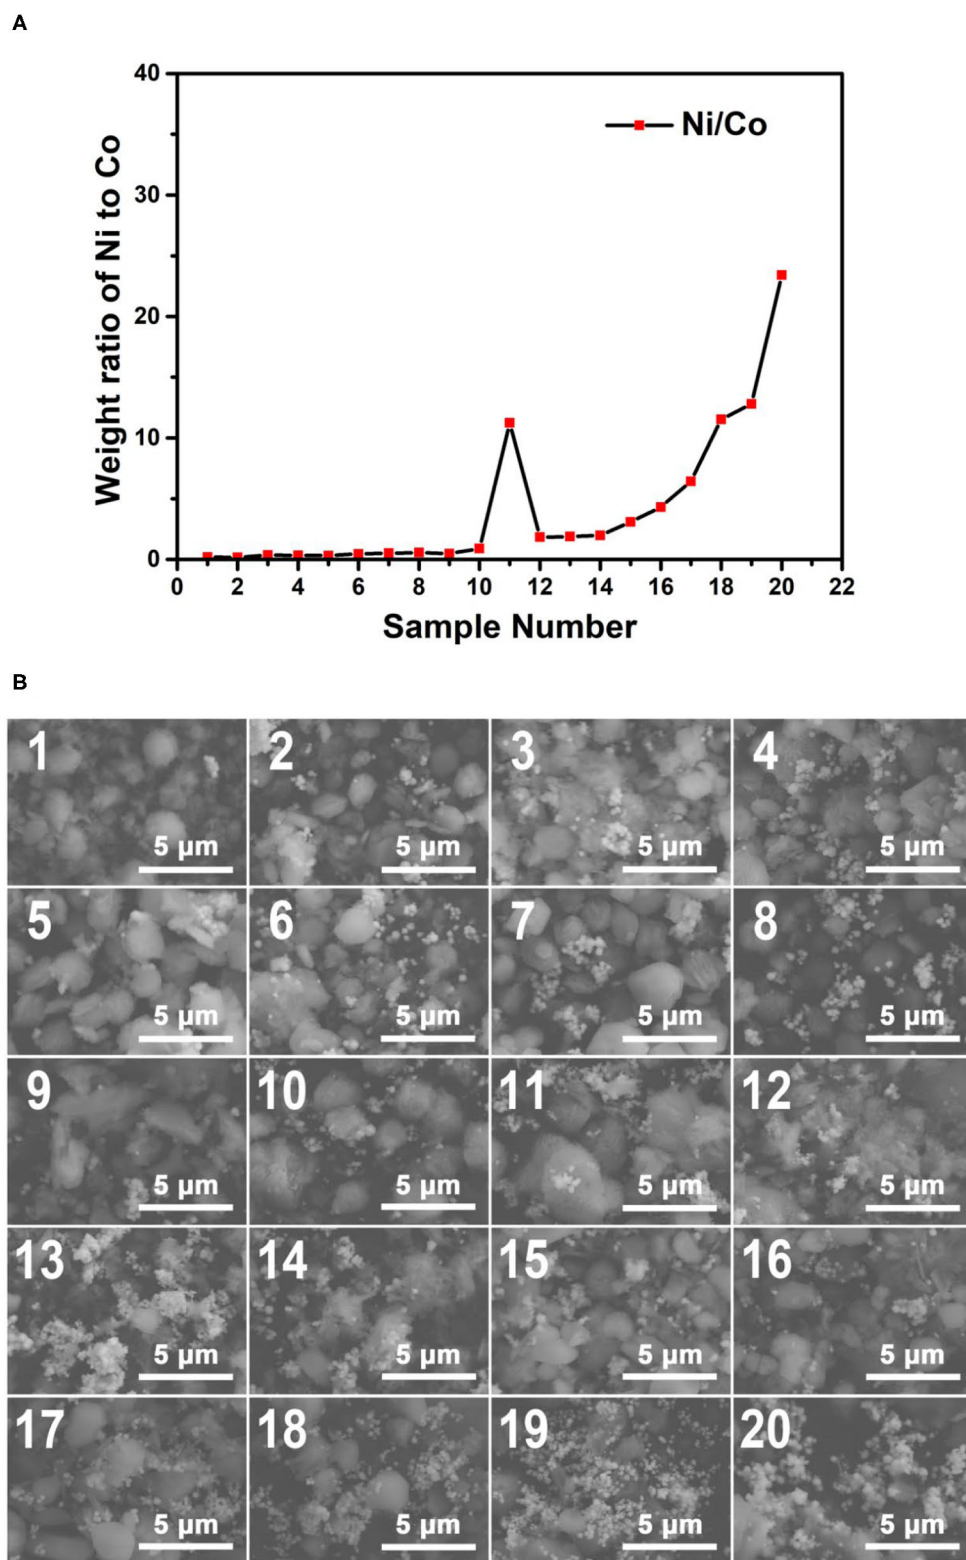 A
40
30
20
10
0
Weight ratio of Ni to Co
Ni/Co
0 2 4 6 8 10 12 14 16 18 20 22
Sample Number
B
1 2 3 4
5 µm 5 µm 5 µm 5 µm
5 6 7 8
5 µm 5 µm 5 µm 5 µm
9 10 11 12
5 µm 5 µm 5 µm 5 µm
13 14 15 16
5 µm 5 µm 5 µm 5 µm
17 18 19 20
5 µm 5 µm 5 µm 5 µm